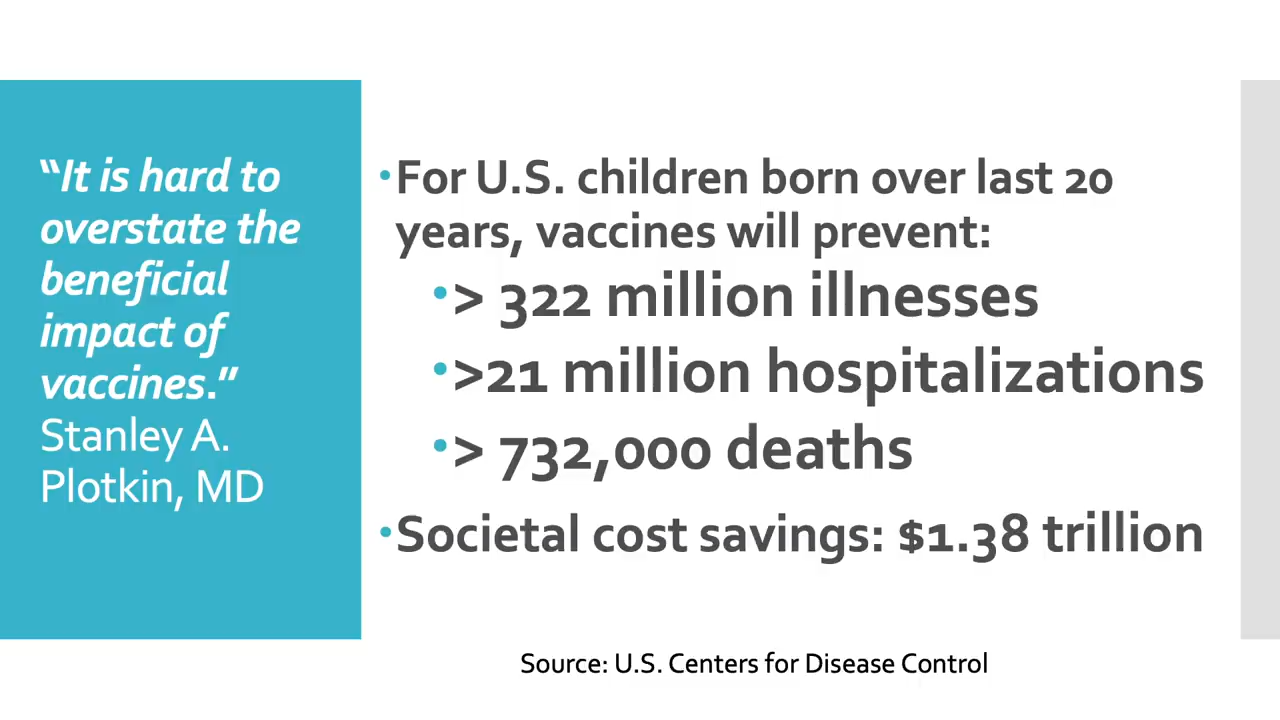 “It is hard to
overstate the
beneficial
impact of
vaccines.”
Stanley A.
Plotkin, MD
•For U.S. children born over last 20
years, vaccines will prevent:
•> 322 million illnesses
•>21 million hospitalizations
•> 732,000 deaths
•Societal cost savings: $1.38 trillion
Source: U.S. Centers for Disease Control